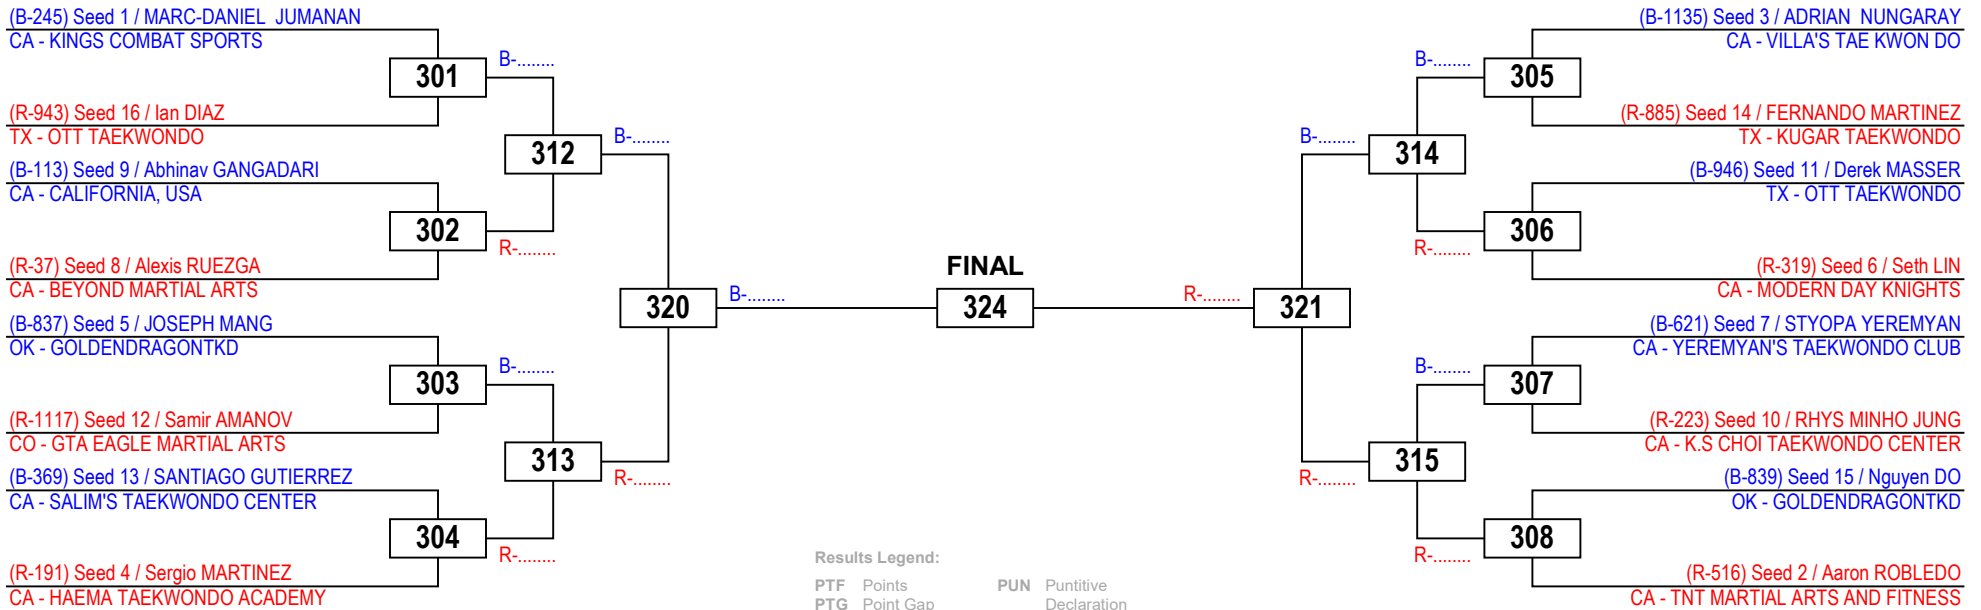 (B-245) Seed 1 / MARC-DANIEL  JUMANAN
CA - KINGS COMBAT SPORTS
301
B-........
(R-943) Seed 16 / Ian DIAZ
TX - OTT TAEKWONDO
312
B-........
(B-113) Seed 9 / Abhinav GANGADARI
CA - CALIFORNIA, USA
302
R-........
(R-37) Seed 8 / Alexis RUEZGA
CA - BEYOND MARTIAL ARTS
320
B-........
(B-837) Seed 5 / JOSEPH MANG
OK - GOLDENDRAGONTKD
303
B-........
(R-1117) Seed 12 / Samir AMANOV
CO - GTA EAGLE MARTIAL ARTS
313
R-........
(B-369) Seed 13 / SANTIAGO GUTIERREZ
CA - SALIM'S TAEKWONDO CENTER
304
R-........
(R-191) Seed 4 / Sergio MARTINEZ
CA - HAEMA TAEKWONDO ACADEMY
FINAL
324
(B-1135) Seed 3 / ADRIAN  NUNGARAY
CA - VILLA'S TAE KWON DO
B-........
305
(R-885) Seed 14 / FERNANDO MARTINEZ
TX - KUGAR TAEKWONDO
B-........
314
(B-946) Seed 11 / Derek MASSER
TX - OTT TAEKWONDO
R-........
306
(R-319) Seed 6 / Seth LIN
CA - MODERN DAY KNIGHTS
R-........
321
(B-621) Seed 7 / STYOPA YEREMYAN
CA - YEREMYAN'S TAEKWONDO CLUB
B-........
307
(R-223) Seed 10 / RHYS MINHO JUNG
CA - K.S CHOI TAEKWONDO CENTER
R-........
315
(B-839) Seed 15 / Nguyen DO
OK - GOLDENDRAGONTKD
R-........
308
(R-516) Seed 2 / Aaron ROBLEDO
CA - TNT MARTIAL ARTS AND FITNESS
Results Legend:
PTF Points
PTG Point Gap
PUN Puntitive
Declaration